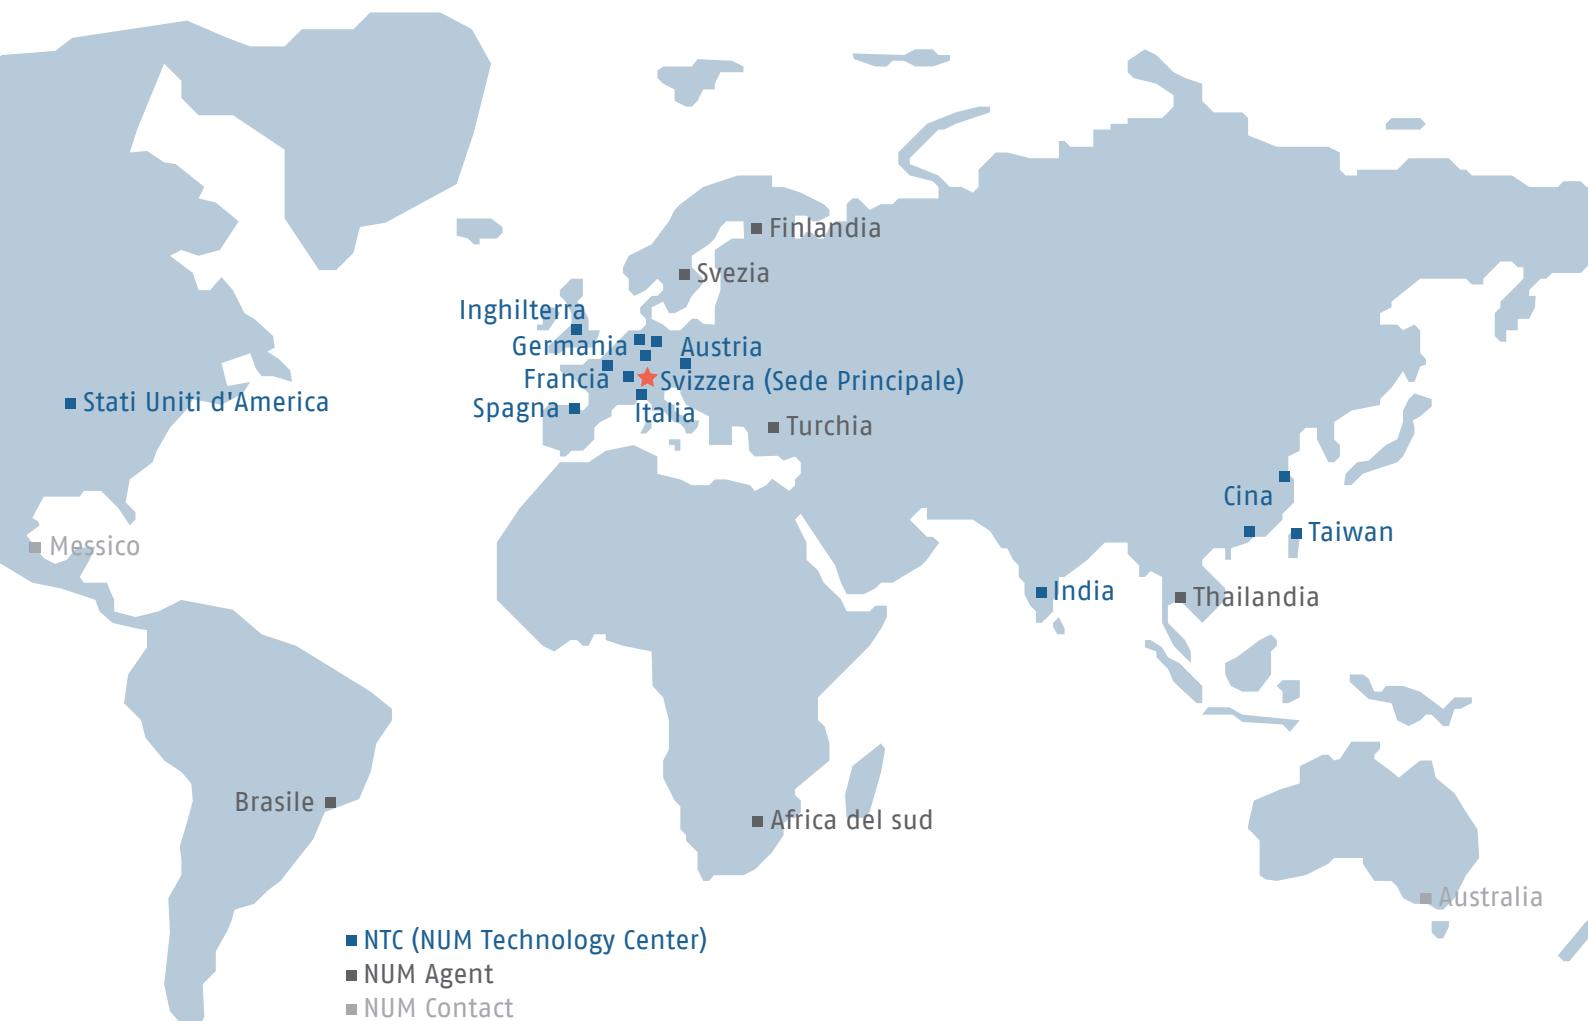 Finlandia
Svezia
Inghilterra
Germania
Austria
Francia
Svizzera (Sede Principale)
Stati Uniti d'America
Spagna
Italia
Turchia
Cina
Taiwan
Messico
India
Thailandia
Brasile
Africa del sud
Australia
NTC (NUM Technology Center)
NUM Agent
NUM Contact